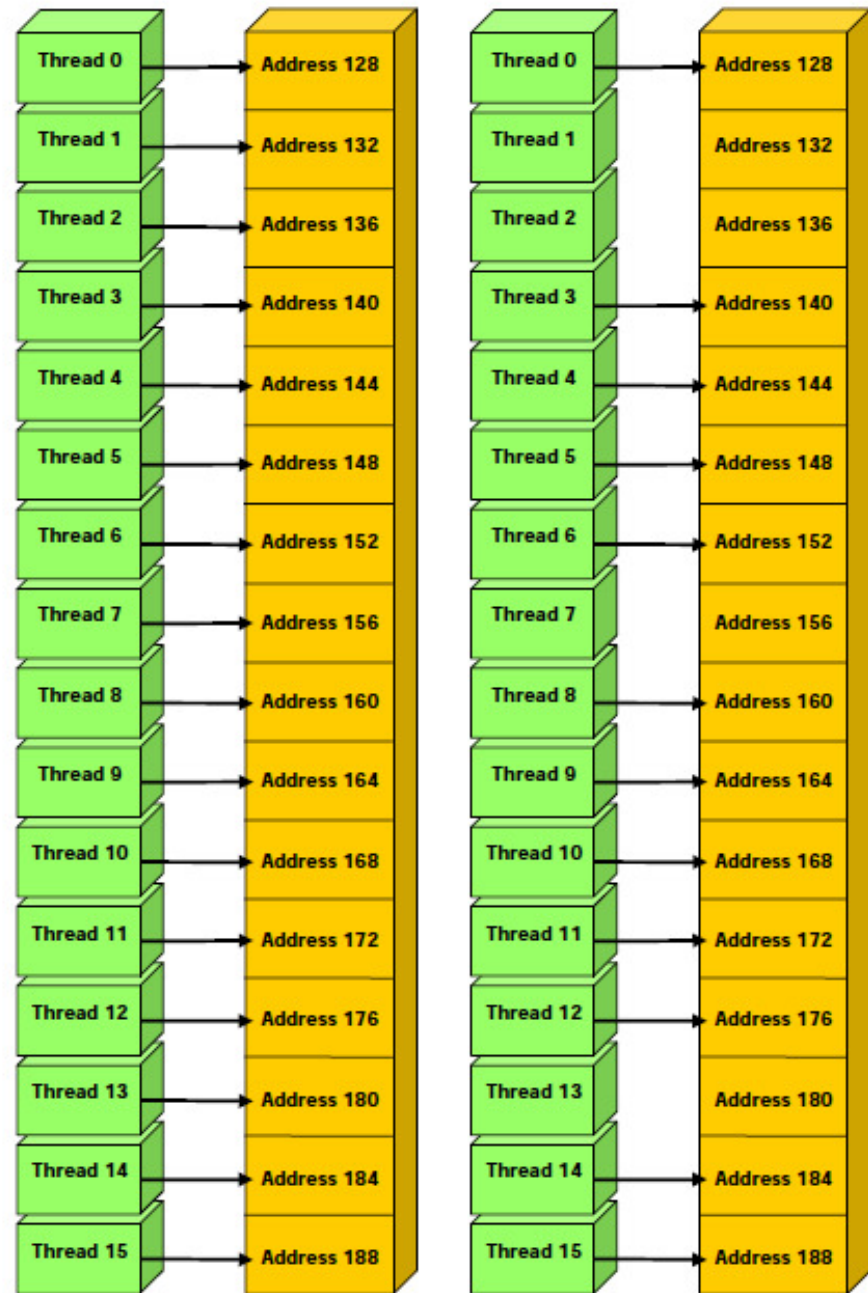 Thread 0 Address 128 Thread 0 Address 128
Thread 1 Address 132 Thread 1 Address 132
Thread 2 Address 136 Thread 2 Address 136
Thread 3 Address 140 Thread 3 Address 140
Thread 4 Address 144 Thread 4 Address 144
Thread 5 Address 148 Thread 5 Address 148
Thread 6 Address 152 Thread 6 Address 152
Thread 7 Address 156 Thread 7 Address 156
Thread 8 Address 160 Thread 8 Address 160
Thread 9 Address 164 Thread 9 Address 164
Thread 10 Address 168 Thread 10 Address 168
Thread 11 Address 172 Thread 11 Address 172
Thread 12 Address 176 Thread 12 Address 176
Thread 13 Address 180 Thread 13 Address 180
Thread 14 Address 184 Thread 14 Address 184
Thread 15 Address 188 Thread 15 Address 188